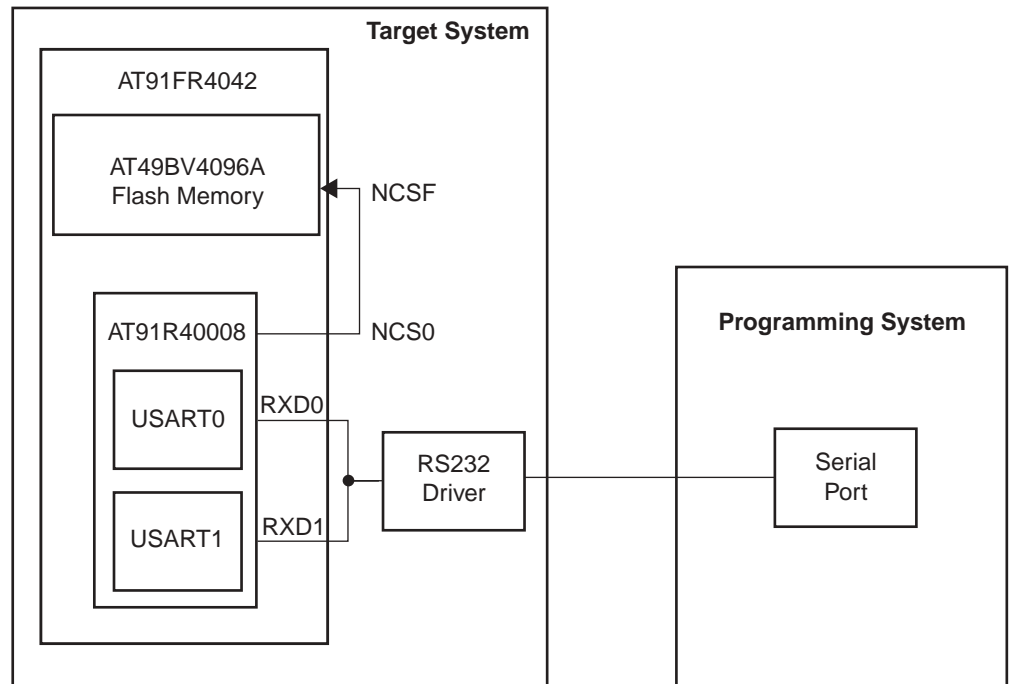 Target System
AT91FR4042
AT49BV4096A
Flash Memory
NCSF
AT91R40008
NCS0
USART0
RXD0
RS232
Driver
USART1
RXD1
Programming System
Serial
Port